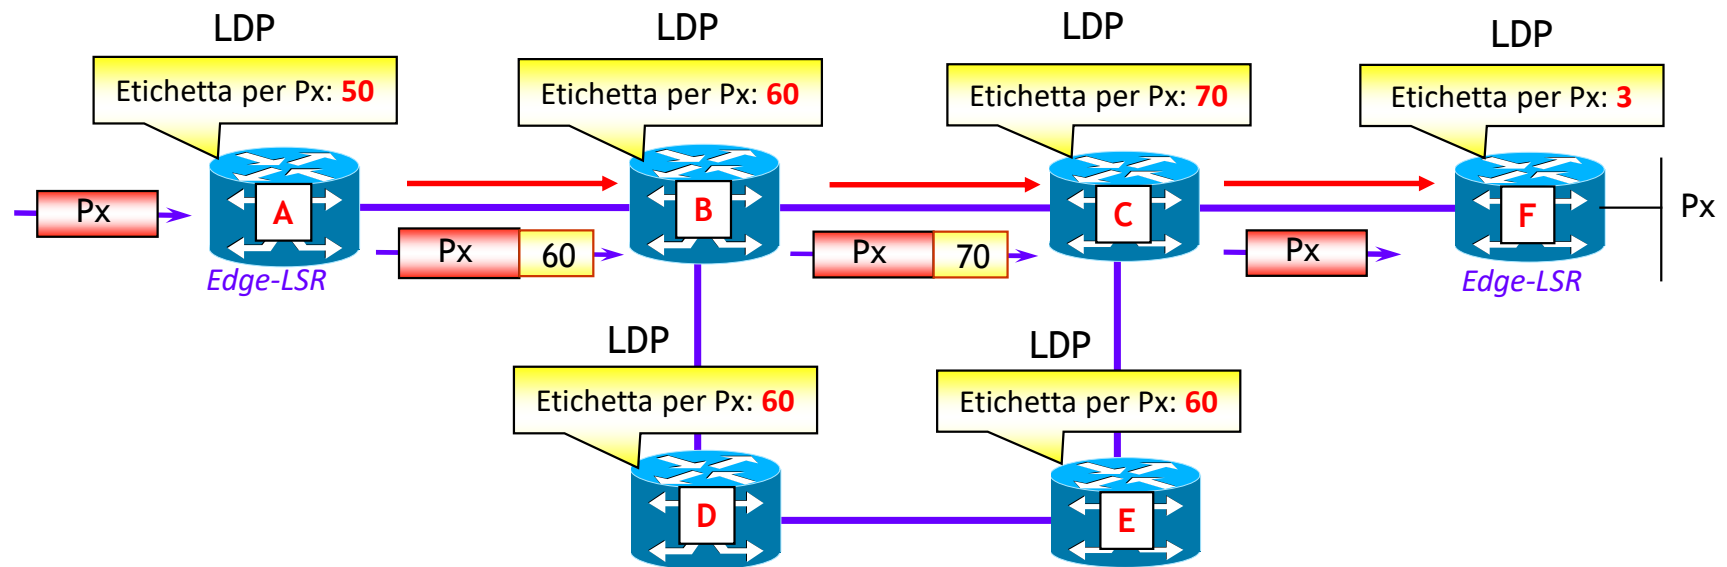 LDP
LDP
LDP
LDP
Etichetta per Px: 50
Etichetta per Px: 60
Etichetta per Px: 70
Etichetta per Px: 3
Px
A
B
C
F
Px
Px
60
Px
70
Px
Edge-LSR
Edge-LSR
LDP
LDP
Etichetta per Px: 60
Etichetta per Px: 60
D
E